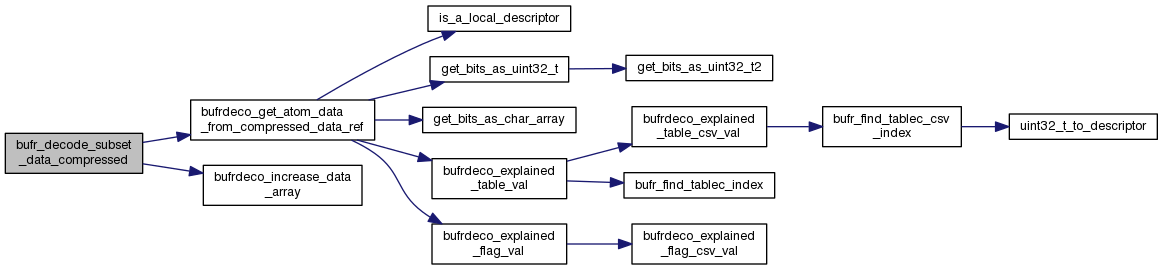 is_a_local_descriptor
get_bits_as_uint32_t
get_bits_as_uint32_t2
bufrdeco_get_atom_data
_from_compressed_data_ref
get_bits_as_char_array
bufrdeco_explained
_table_csv_val
bufr_find_tablec_csv
_index
uint32_t_to_descriptor
bufr_decode_subset
_data_compressed
bufrdeco_increase_data
_array
bufrdeco_explained
_table_val
bufr_find_tablec_index
bufrdeco_explained
_flag_val
bufrdeco_explained
_flag_csv_val